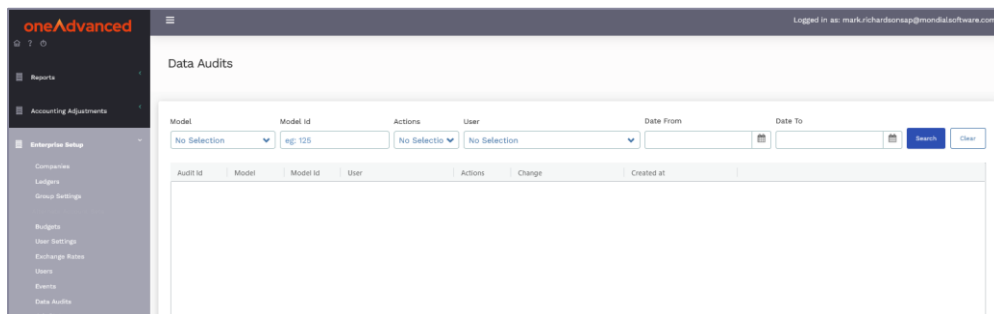 oneAdvanced
Logged in as: mark.richardsonsap@mondialsoftware.com
?
Reports
Accounting Adjustments
Enterprise Setup
Companies
Ledgers
Group Settings
Budgets
User Settings
Exchange Rates
Users
Events
Data Audits
Data Audits
Model Model Id Actions User Date From Date To
No Selection eg: 125 No Selectio No Selection Search Clear
Audit Id Model Model Id User Actions Change Created at